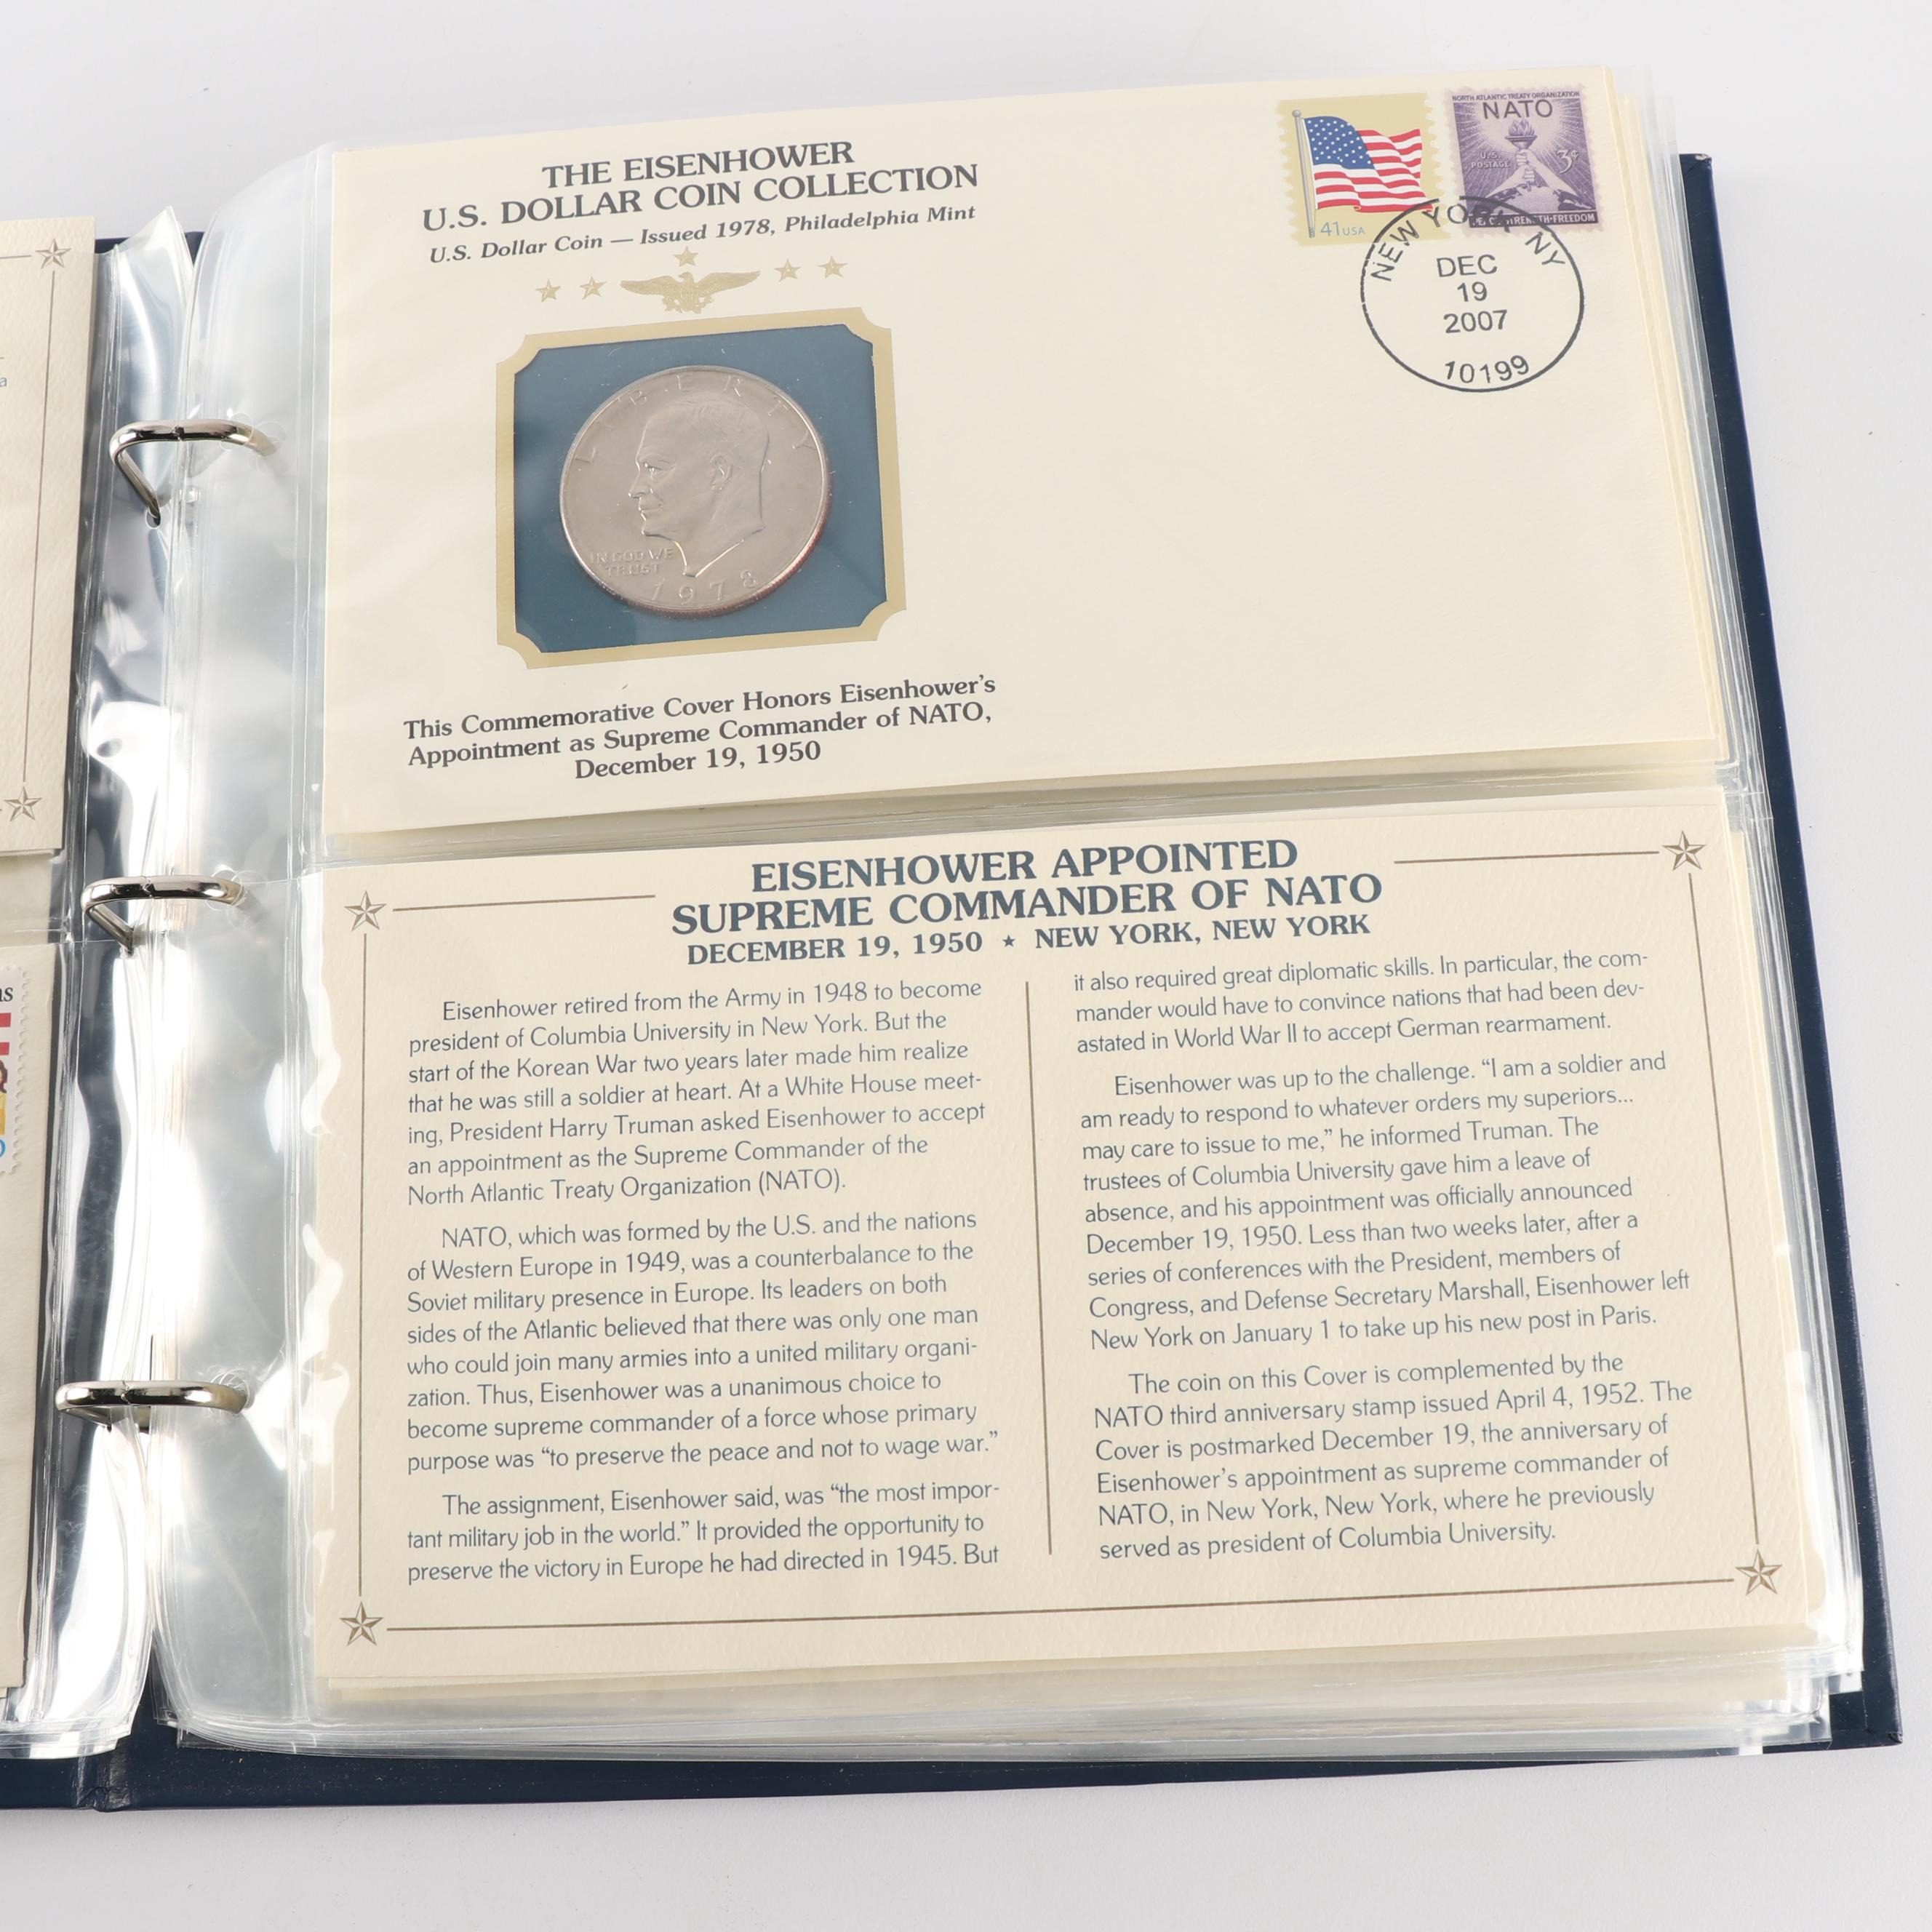 THE EISENHOWER
U.S. DOLLAR COIN COLLECTION
U.S. Dollar Coin — Issued 1978, Philadelphia Mint
LIBERTY
IN GOD WE
TRUST
1978
This Commemorative Cover Honors Eisenhower's
Appointment as Supreme Commander of NATO,
December 19, 1950
41 USA
NORTH ATLANTIC TREATY ORGANIZATION
NATO
U.S.
POSTAGE
3¢
NEW YORK NY
DEC
19
2007
10199
EISENHOWER APPOINTED
SUPREME COMMANDER OF NATO
DECEMBER 19, 1950 ★ NEW YORK, NEW YORK
Eisenhower retired from the Army in 1948 to become
president of Columbia University in New York. But the
start of the Korean War two years later made him realize
that he was still a soldier at heart. At a White House meet-
ing, President Harry Truman asked Eisenhower to accept
an appointment as the Supreme Commander of the
North Atlantic Treaty Organization (NATO).
NATO, which was formed by the U.S. and the nations
of Western Europe in 1949, was a counterbalance to the
Soviet military presence in Europe. Its leaders on both
sides of the Atlantic believed that there was only one man
who could join many armies into a united military organi-
zation. Thus, Eisenhower was a unanimous choice to
become supreme commander of a force whose primary
purpose was “to preserve the peace and not to wage war.”
The assignment, Eisenhower said, was “the most impor-
tant military job in the world.” It provided the opportunity to
preserve the victory in Europe he had directed in 1945. But
it also required great diplomatic skills. In particular, the com-
mander would have to convince nations that had been dev-
astated in World War II to accept German rearmament.
Eisenhower was up to the challenge. “I am a soldier and
am ready to respond to whatever orders my superiors...
may care to issue to me,” he informed Truman. The
trustees of Columbia University gave him a leave of
absence, and his appointment was officially announced
December 19, 1950. Less than two weeks later, after a
series of conferences with the President, members of
Congress, and Defense Secretary Marshall, Eisenhower left
New York on January 1 to take up his new post in Paris.
The coin on this Cover is complemented by the
NATO third anniversary stamp issued April 4, 1952. The
Cover is postmarked December 19, the anniversary of
Eisenhower's appointment as supreme commander of
NATO, in New York, New York, where he previously
served as president of Columbia University.